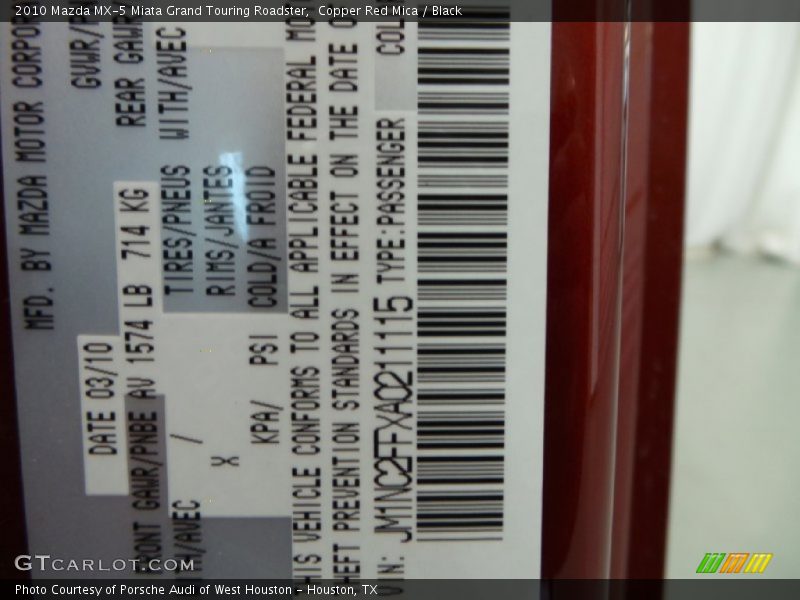 2010 Mazda MX-5 Miata Grand Touring Roadster, Copper Red Mica / Black
MFD. BY MAZDA MOTOR CORPOR
DATE 03/10
GVWR/P
FRONT GAWR/PNBE AV 1574 LB 714 KG
REAR GAWR
WITH/AVEC
TIRES/PNEUS
WITH/AVEC
/
RIMS/JANTES
X
COLD/A FROID
KPA/ PSI
THIS VEHICLE CONFORMS TO ALL APPLICABLE FEDERAL MO
THEFT PREVENTION STANDARDS IN EFFECT ON THE DATE O
VIN: JM1NC2FFXA0211115 TYPE:PASSENGER
COL
GTCARLOT.COM
Photo Courtesy of Porsche Audi of West Houston - Houston, TX